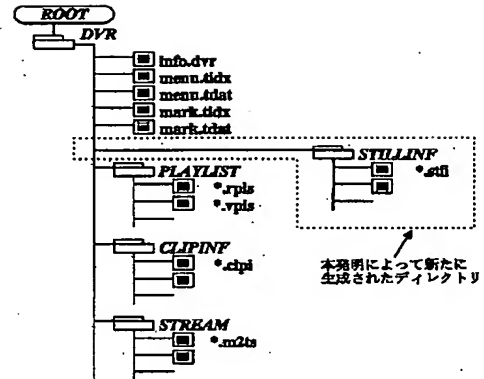 ROOT
DVR
info.dvr
menu.tidx
menu.tdat
mark.tidx
mark.tdat
STILLINF
*.stfi
PLAYLIST
*.rpls
*.vpls
CLIPINF
*.clpi
本発明によって新たに
生成されたディレクトリ
STREAM
*.m2ts